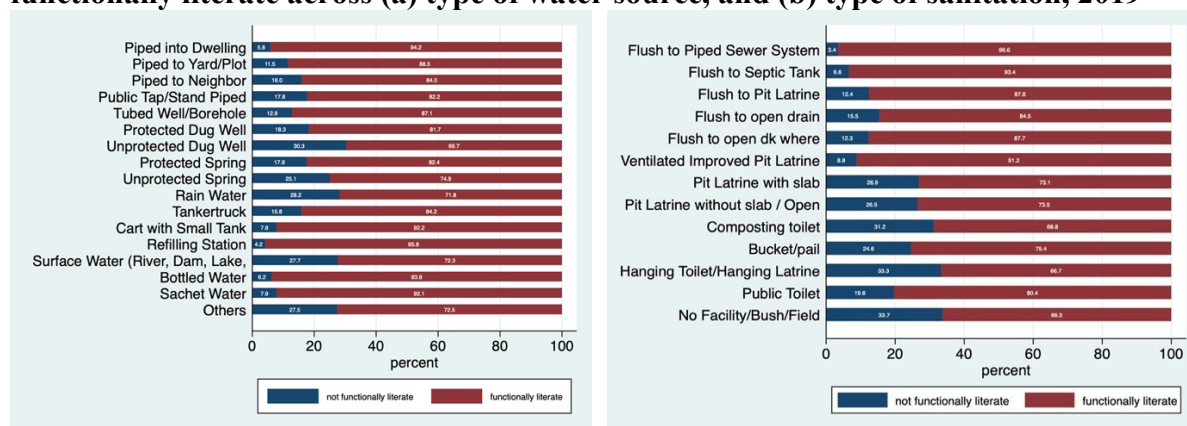 functionally literate across (a) type of water source, and (b) type of sanitation, 2019
Piped into Dwelling 5.8 94.2
Piped to Yard/Plot 11.5 88.5
Piped to Neighbor 16.0 84.0
Public Tap/Stand Piped 17.8 82.2
Tubed Well/Borehole 12.9 87.1
Protected Dug Well 18.3 81.7
Unprotected Dug Well 30.3 69.7
Protected Spring 17.6 82.4
Unprotected Spring 25.1 74.9
Rain Water 28.2 71.8
Tankertruck 15.8 84.2
Cart with Small Tank 7.8 92.2
Refilling Station 4.2 95.8
Surface Water (River, Dam, Lake, 27.7 72.3
Bottled Water 6.2 93.8
Sachet Water 7.9 92.1
Others 27.5 72.5
0 20 40 60 80 100
percent
not functionally literate functionally literate
Flush to Piped Sewer System 3.4 96.6
Flush to Septic Tank 6.6 93.4
Flush to Pit Latrine 12.4 87.6
Flush to open drain 15.5 84.5
Flush to open dk where 12.3 87.7
Ventilated Improved Pit Latrine 8.8 91.2
Pit Latrine with slab 26.9 73.1
Pit Latrine without slab / Open 26.5 73.5
Composting toilet 31.2 68.8
Bucket/pail 24.6 75.4
Hanging Toilet/Hanging Latrine 33.3 66.7
Public Toilet 19.6 80.4
No Facility/Bush/Field 33.7 66.3
0 20 40 60 80 100
percent
not functionally literate functionally literate